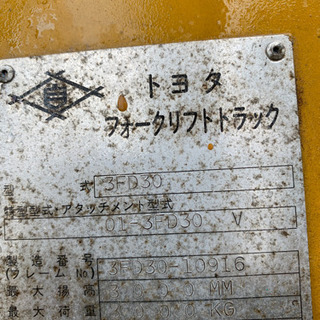 トヨタ
フォークリフトトラック
型 式 3FD30
特型型式・アタッチメント型式
01-3FD30 V
製造番号
(フレームNo) 3FD30-10916
最大揚高 3000MM
最大荷重 KG